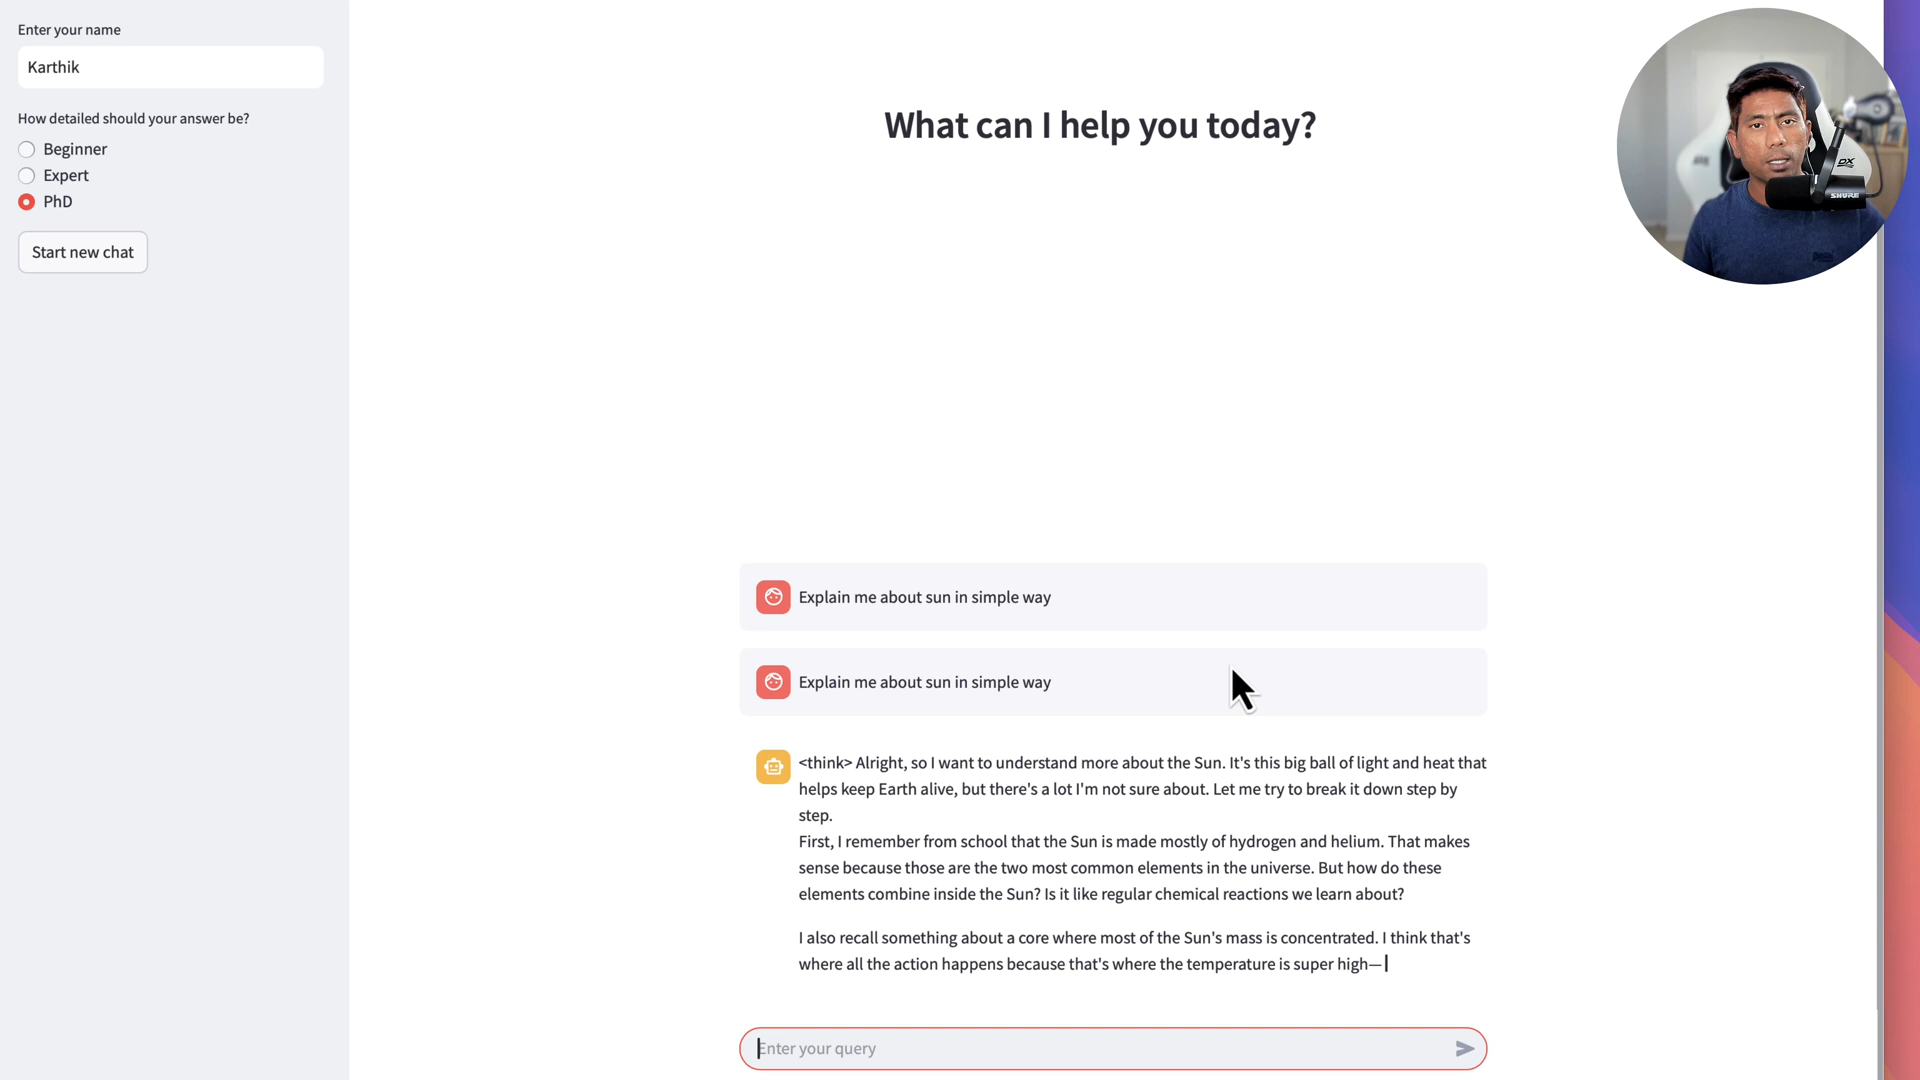 Enter your name
Karthik
How detailed should your answer be?
Beginner
Expert
PhD
Start new chat
What can I help you today?
Explain me about sun in simple way
Explain me about sun in simple way
<think> Alright, so I want to understand more about the Sun. It's this big ball of light and heat that
helps keep Earth alive, but there's a lot I'm not sure about. Let me try to break it down step by
step.
First, I remember from school that the Sun is made mostly of hydrogen and helium. That makes
sense because those are the two most common elements in the universe. But how do these
elements combine inside the Sun? Is it like regular chemical reactions we learn about?
I also recall something about a core where most of the Sun's mass is concentrated. I think that's
where all the action happens because that's where the temperature is super high—
Enter your query
DX
SHURE